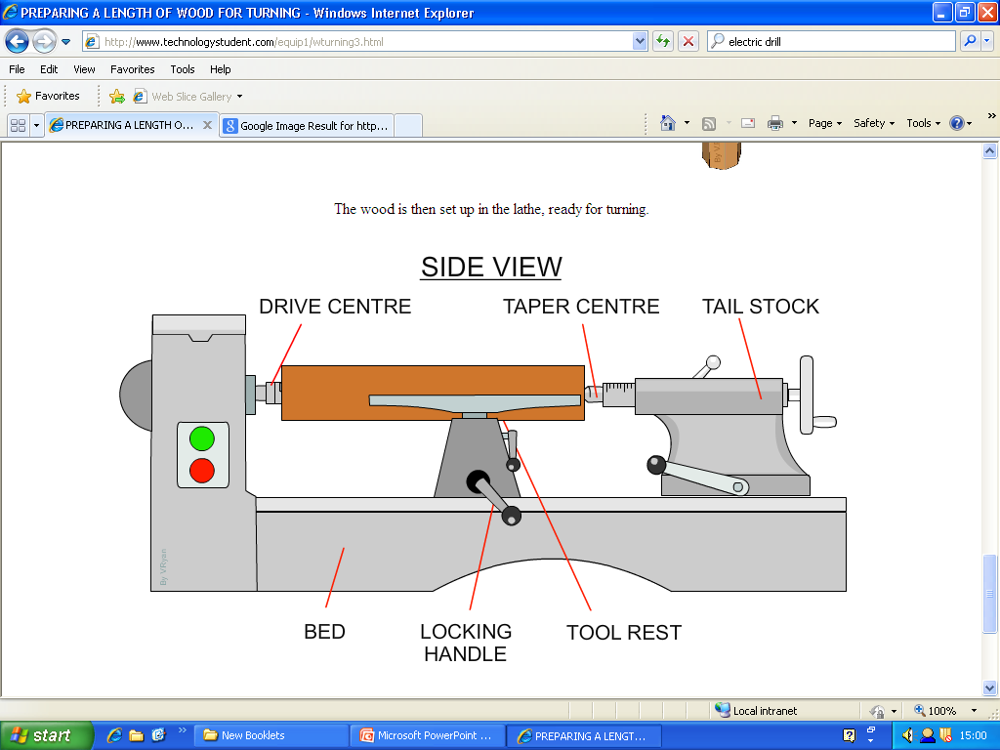 PREPARING A LENGTH OF WOOD FOR TURNING - Windows Internet Explorer
http://www.technologystudent.com/equip1/wturning3.html
electric drill
File Edit View Favorites Tools Help
Favorites Web Slice Gallery
PREPARING A LENGTH O... Google Image Result for http... Page Safety Tools »
By V.R
The wood is then set up in the lathe, ready for turning.
SIDE VIEW
DRIVE CENTRE TAPER CENTRE TAIL STOCK
By V.Ryan
BED LOCKING HANDLE TOOL REST
Local intranet 100%
start » New Booklets Microsoft PowerPoint ... PREPARING A LENGT... 15:00